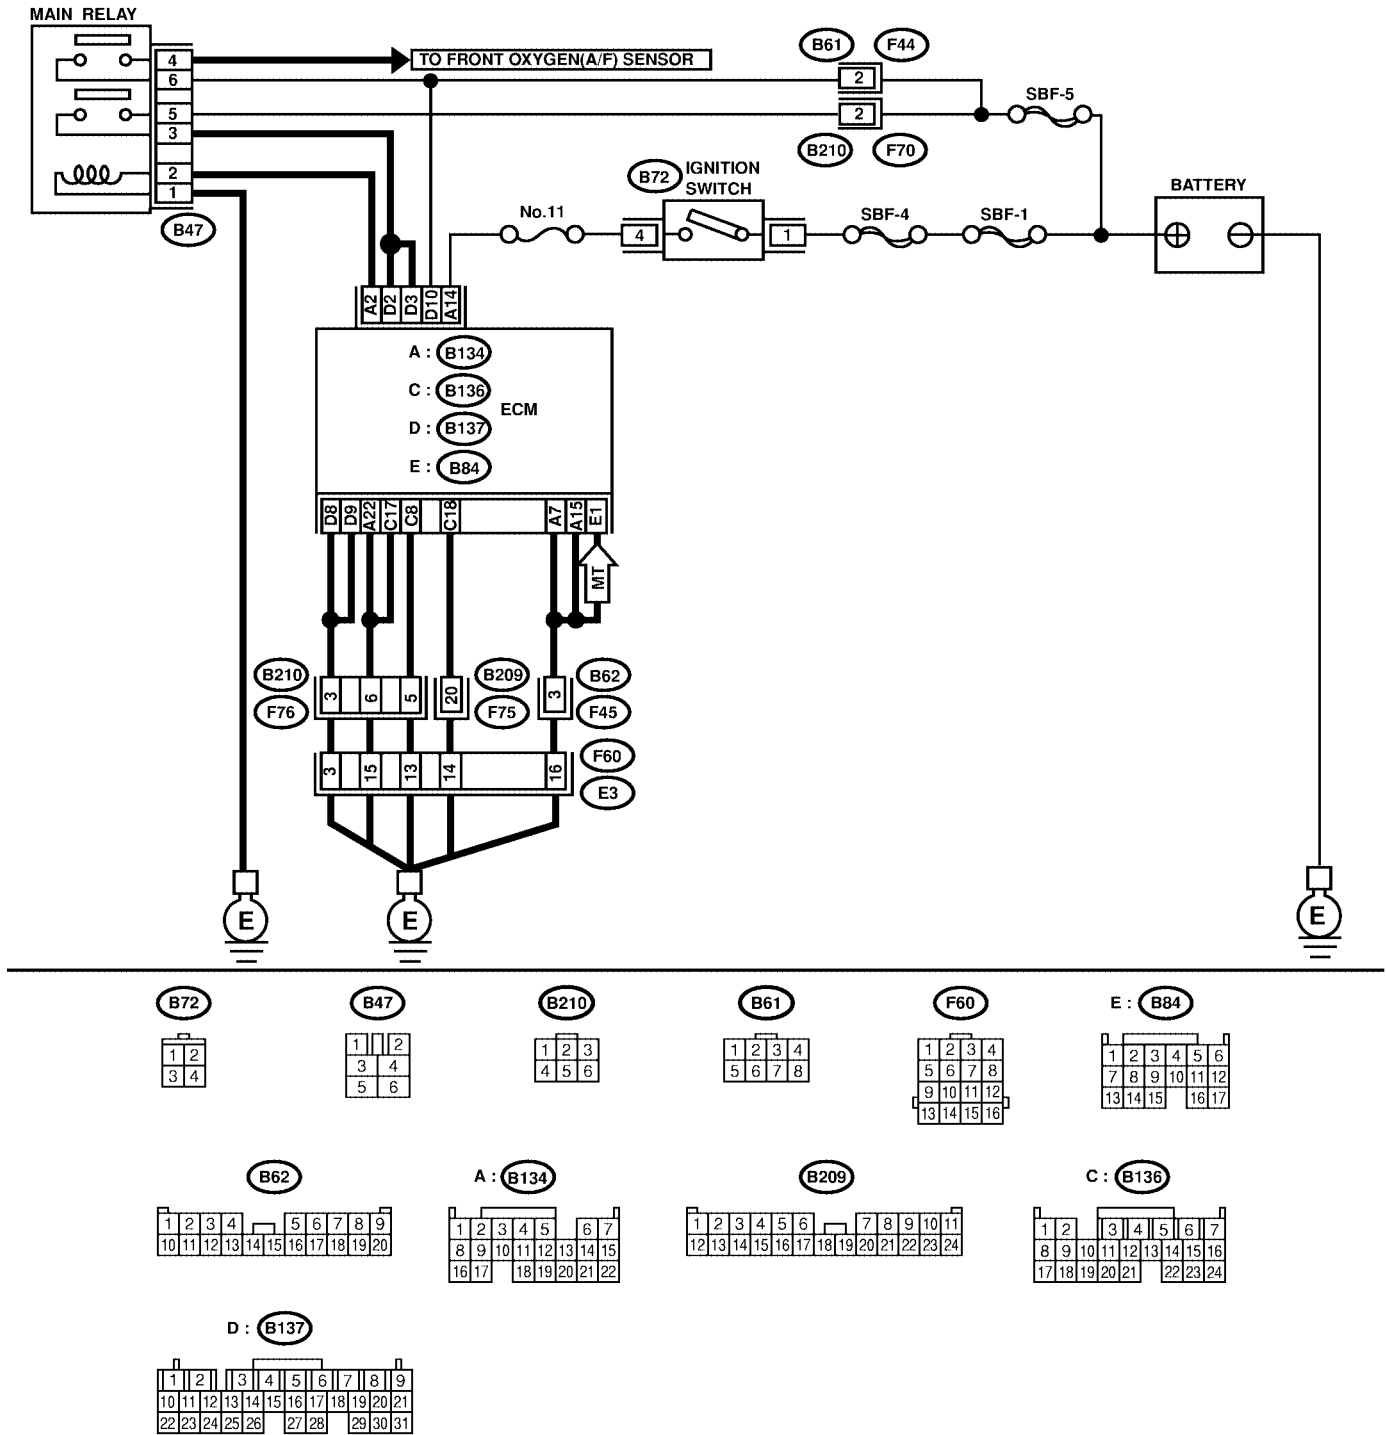 MAIN RELAY
4
TO FRONT OXYGEN(A/F) SENSOR
B61
F44
6
2
SBF-5
5
2
3
B210
F70
2
B72
IGNITION
SWITCH
1
BATTERY
B47
No.11
4
1
SBF-4
SBF-1
A2
D2
D3
D10
A14
A : B134
C : B136
ECM
D : B137
E : B84
D8
D9
A22
C17
C8
C18
A7
A15
E1
MT
B210
3
6
5
20
B209
3
B62
F76
F75
F45
F60
3
15
13
14
16
E3
E
E
E
B72
B47
B210
B61
F60
E : B84
1 2
3 4
1 2
3 4
5 6
1 2 3
4 5 6
1 2 3 4
5 6 7 8
1 2 3 4
5 6 7 8
9 10 11 12
13 14 15 16
1 2 3 4 5 6
7 8 9 10 11 12
13 14 15 16 17
B62
A : B134
B209
C : B136
1 2 3 4 5 6 7 8 9
10 11 12 13 14 15 16 17 18 19 20
1 2 3 4 5 6 7
8 9 10 11 12 13 14 15
16 17 18 19 20 21 22
1 2 3 4 5 6 7 8 9 10 11
12 13 14 15 16 17 18 19 20 21 22 23 24
1 2 3 4 5 6 7
8 9 10 11 12 13 14 15 16
17 18 19 20 21 22 23 24
D : B137
1 2 3 4 5 6 7 8 9
10 11 12 13 14 15 16 17 18 19 20 21
22 23 24 25 26 27 28 29 30 31